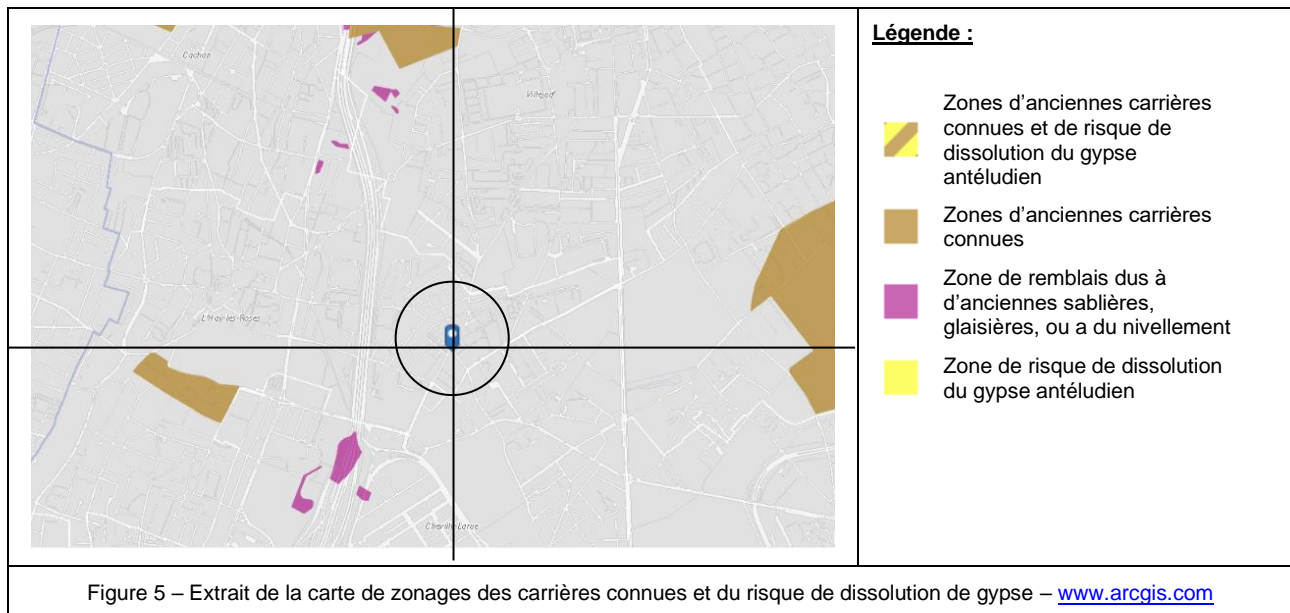 Cachan
Villejuif
L'Hay-les-Roses
Chevilly-Larue
Légende :
Zones d'anciennes carrières
connues et de risque de
dissolution du gypse
antéludien
Zones d'anciennes carrières
connues
Zone de remblais dus à
d'anciennes sablières,
glaisières, ou a du nivellement
Zone de risque de dissolution
du gypse antéludien
Figure 5 – Extrait de la carte de zonages des carrières connues et du risque de dissolution de gypse – www.arcgis.com